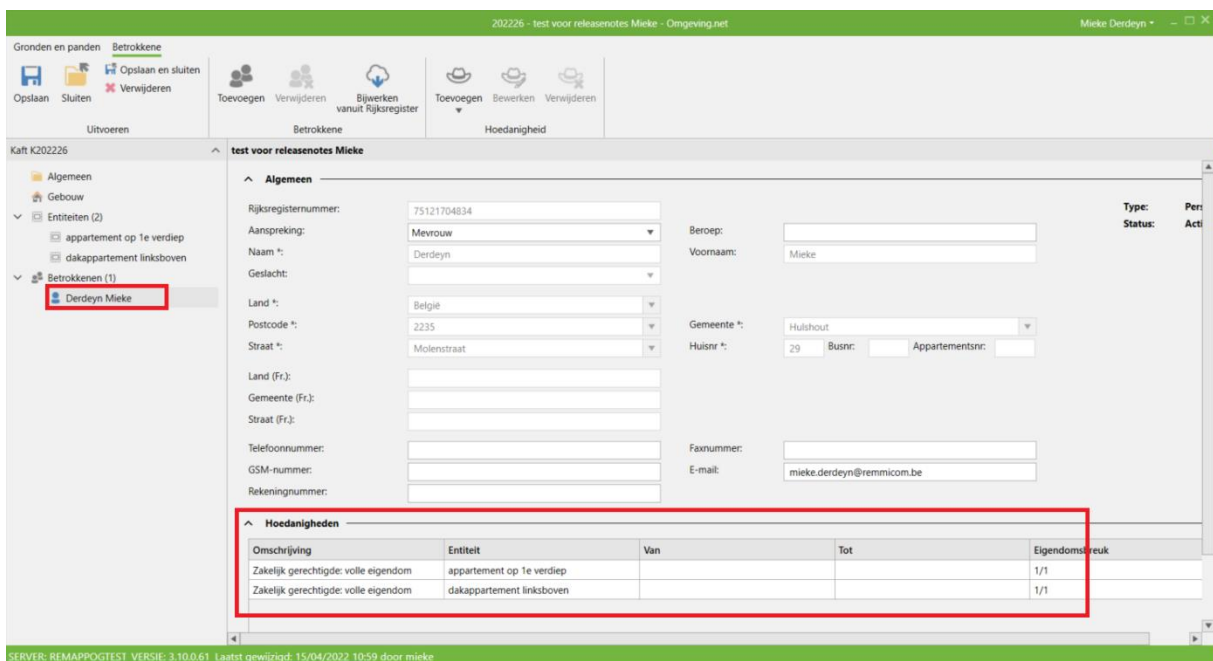 202226 - test voor releasenotes Mieke - Omgeving.net
Mieke Derdeyn
Gronden en panden Betrokkene
Opslaan Sluiten Opslaan en sluiten
Verwijderen
Toevoegen Verwijderen Bijwerken
vanuit Rijksregister
Toevoegen Bewerken Verwijderen
Uitvoeren Betrokkene Hoedanigheid
Kaft K202226
Algemeen
Gebouw
Entiteiten (2)
appartement op 1e verdiep
dakappartement linksboven
Betrokkenen (1)
Derdeyn Mieke
test voor releasenotes Mieke
Algemeen
Rijksregisternummer: 75121704834 Type: Pers
Aanspreking: Mevrouw Beroep: Status: Acti
Naam *: Derdeyn Voornaam: Mieke
Geslacht:
Land *: België
Postcode *: 2235 Gemeente *: Hulshout
Straat *: Molenstraat Huisnr *: 29 Busnr: Appartementsnr:
Land (Fr.):
Gemeente (Fr.):
Straat (Fr.):
Telefoonnummer: Faxnummer:
GSM-nummer: E-mail: mieke.derdeyn@remmicom.be
Rekeningnummer:
Hoedanigheden
Omschrijving Entiteit Van Tot Eigendomsbreuk
Zakelijk gerechtigde: volle eigendom appartement op 1e verdiep 1/1
Zakelijk gerechtigde: volle eigendom dakappartement linksboven 1/1
SERVER: REMAPPOGTEST VERSIE: 3.10.0.61 Laatst gewijzigd: 15/04/2022 10:59 door mieke